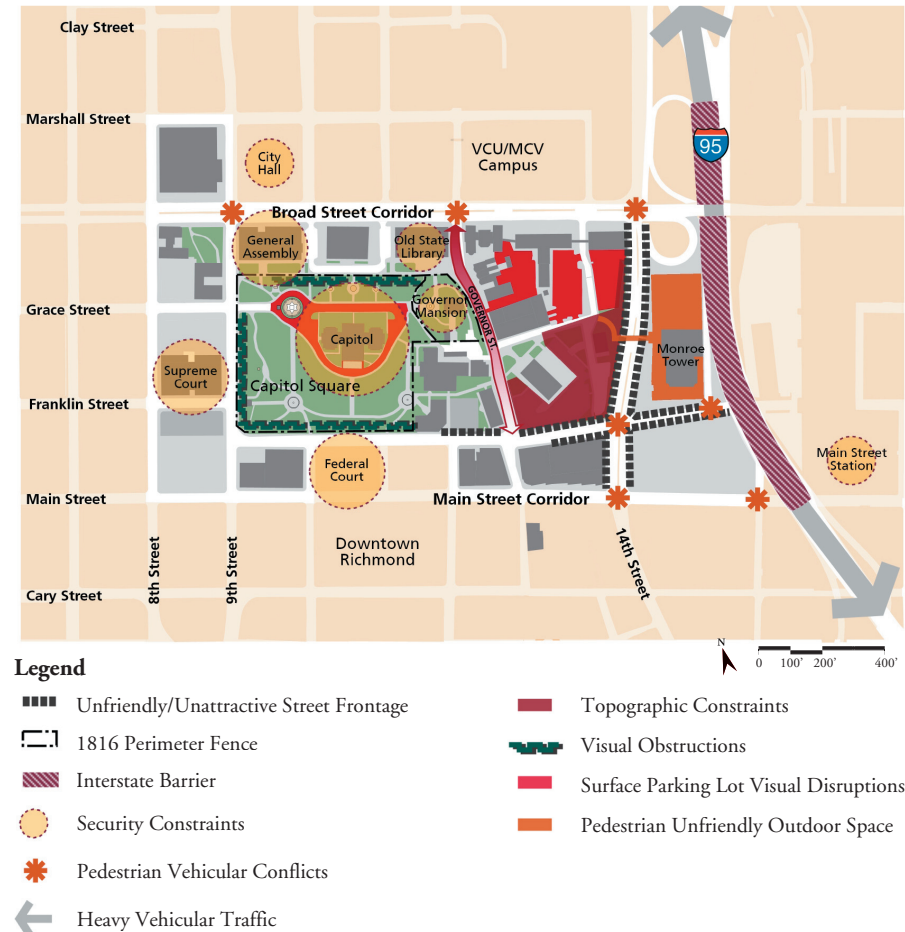 Clay Street
Marshall Street
95
City
Hall
VCU/MCV
Campus
Broad Street Corridor
General
Assembly
Old State
Library
Grace Street
Governor
Mansion
GOVERNOR ST.
Capitol
Monroe
Tower
Supreme
Court
Capitol Square
Franklin Street
Federal
Court
Main Street
Station
Main Street
Main Street Corridor
8th Street
9th Street
Downtown
Richmond
14th Street
Cary Street
N
0 100' 200' 400'
Legend
Unfriendly/Unattractive Street Frontage
1816 Perimeter Fence
Interstate Barrier
Security Constraints
Pedestrian Vehicular Conflicts
Heavy Vehicular Traffic
Topographic Constraints
Visual Obstructions
Surface Parking Lot Visual Disruptions
Pedestrian Unfriendly Outdoor Space